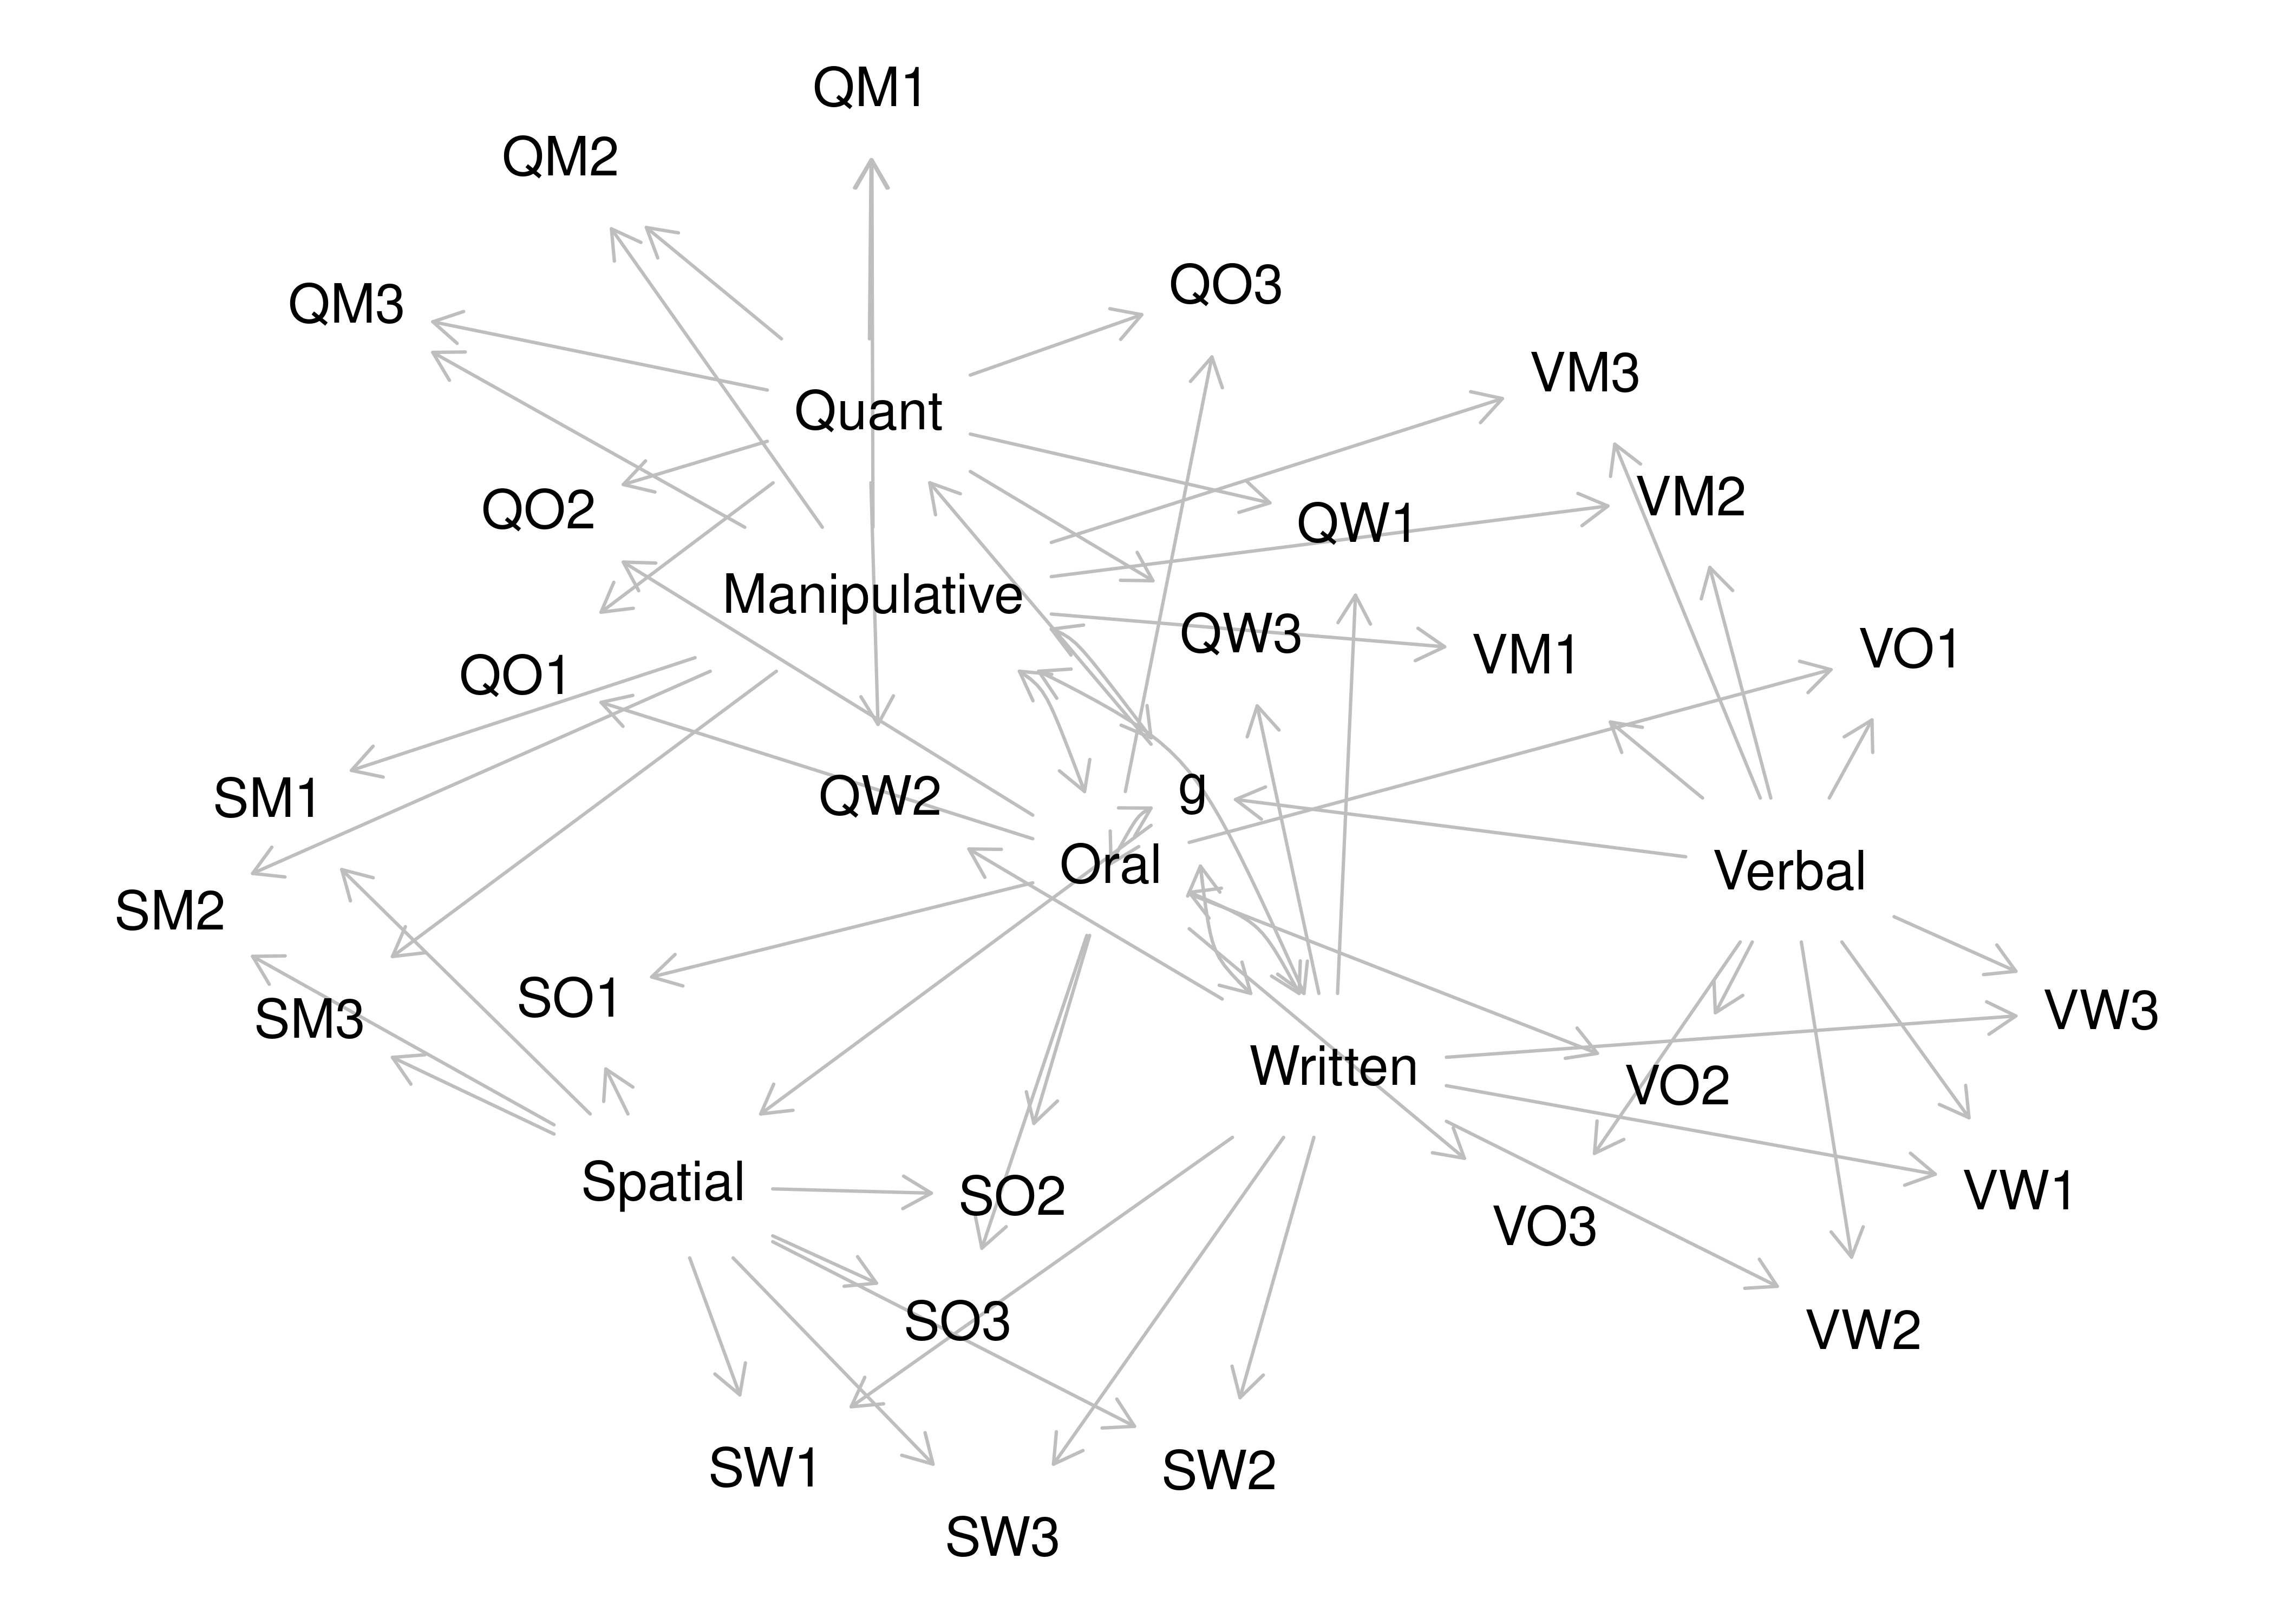 QM1
QM2
QO3
QM3
VM3
Quant
VM2
QO2
QW1
Manipulative
QW3
VO1
VM1
QO1
g
QW2
SM1
Oral
Verbal
SM2
SO1
VW3
SM3
Written
VO2
Spatial
VW1
SO2
VO3
SO3
VW2
SW1
SW2
SW3